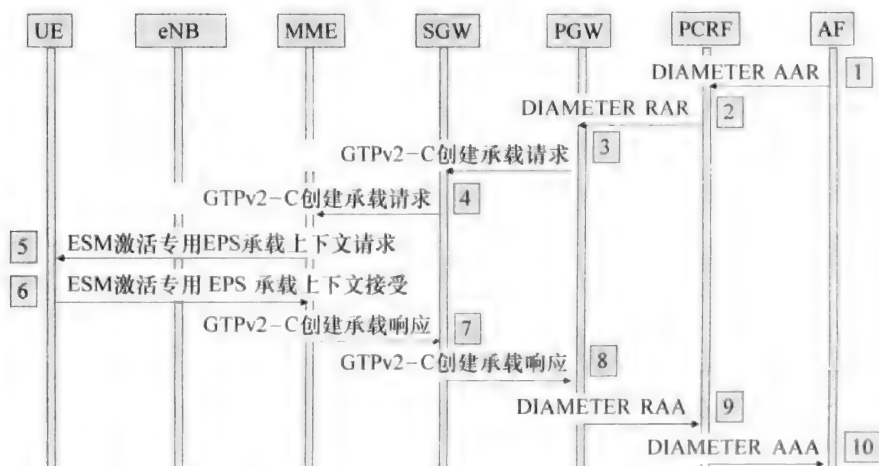 UE eNB MME SGW PGW PCRF AF
DIAMETER AAR 1
DIAMETER RAR 2
GTPv2-C创建承载请求 3
GTPv2-C创建承载请求 4
5 ESM激活专用EPS承载上下文请求
6 ESM激活专用 EPS 承载上下文接受
GTPv2-C创建承载响应 7
GTPv2-C创建承载响应 8
DIAMETER RAA 9
DIAMETER AAA 10